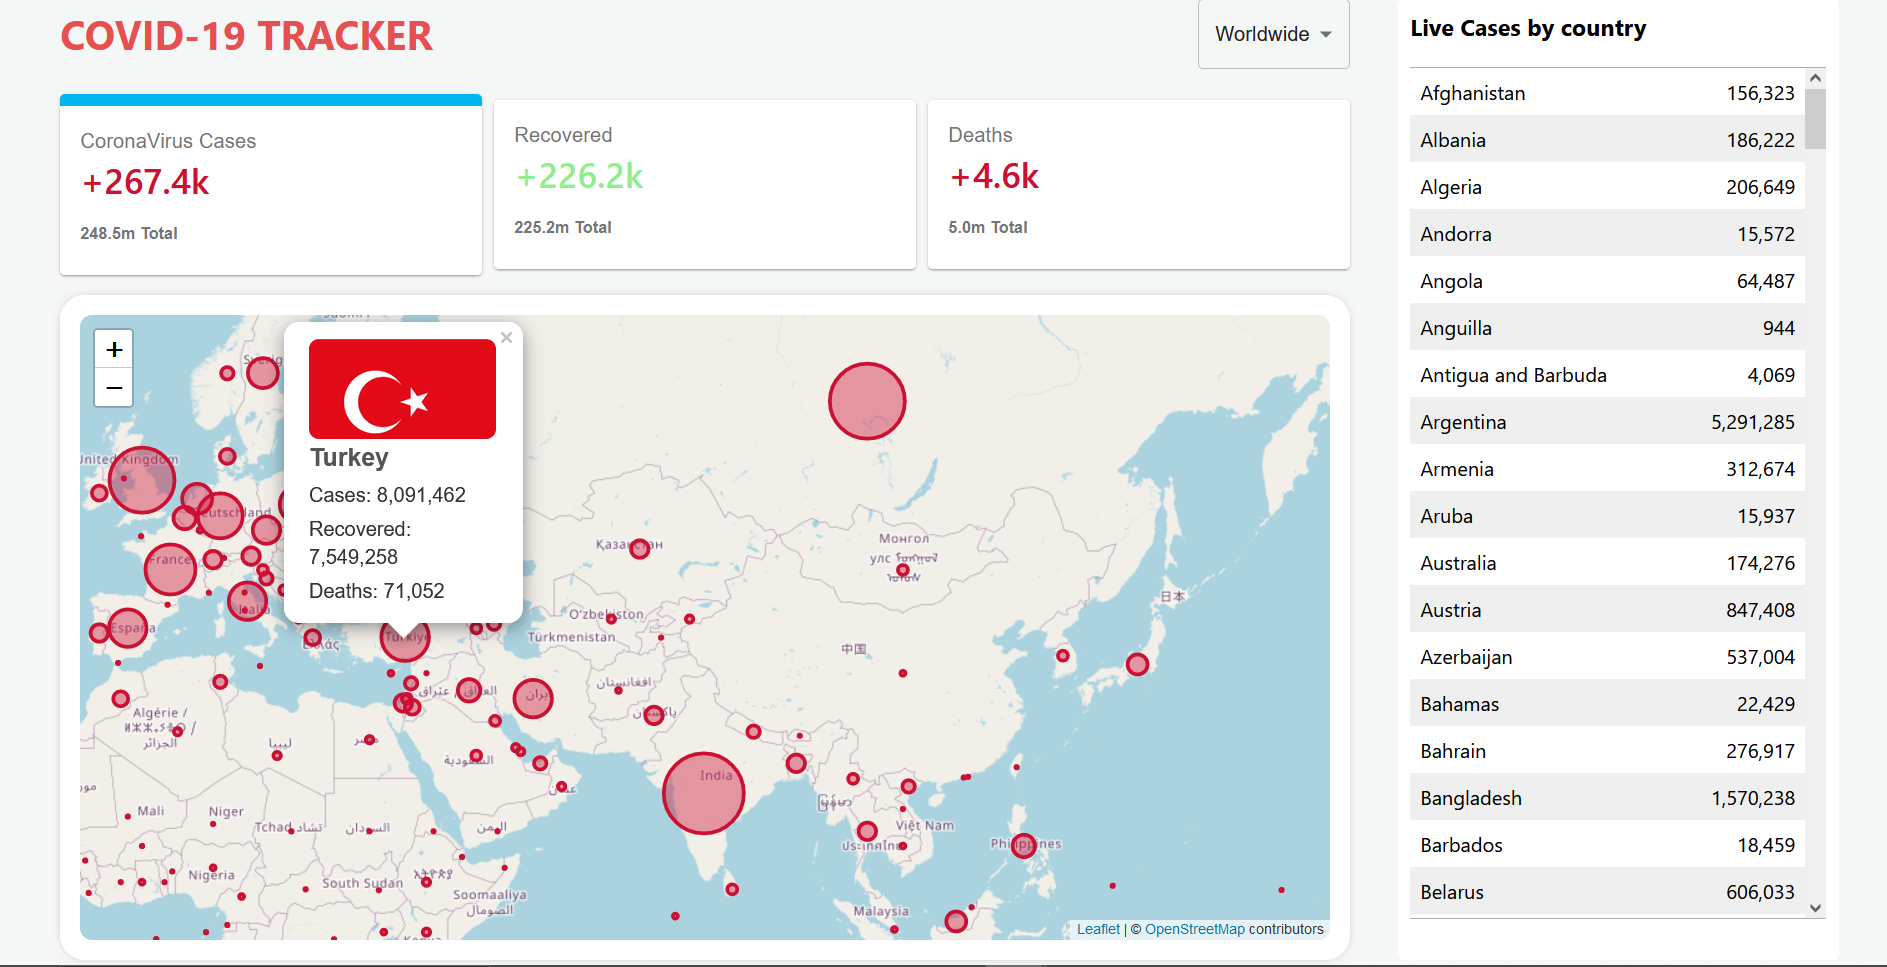 COVID-19 TRACKER
Worldwide
CoronaVirus Cases
+267.4k
248.5m Total
Recovered
+226.2k
225.2m Total
Deaths
+4.6k
5.0m Total
+
−
×
Turkey
Cases: 8,091,462
Recovered:
7,549,258
Deaths: 71,052
United Kingdom
Deutschland
France
Italia
España
Türkiye
Ελλάς
Қазақстан
Монгол
улс
O'zbekiston
Türkmenistan
افغانستان
پاکستان
ایران
العراق
السعودية
عمان
اليمن
مصر
ليبيا
Algérie /
الجزائر
Mali
Niger
Tchad تشاد
السودان
Nigeria
South Sudan
Soomaaliya
الصومال
Kenya
India
中国
日本
Việt Nam
Philippines
Malaysia
Leaflet | © OpenStreetMap contributors
Live Cases by country
Afghanistan 156,323
Albania 186,222
Algeria 206,649
Andorra 15,572
Angola 64,487
Anguilla 944
Antigua and Barbuda 4,069
Argentina 5,291,285
Armenia 312,674
Aruba 15,937
Australia 174,276
Austria 847,408
Azerbaijan 537,004
Bahamas 22,429
Bahrain 276,917
Bangladesh 1,570,238
Barbados 18,459
Belarus 606,033